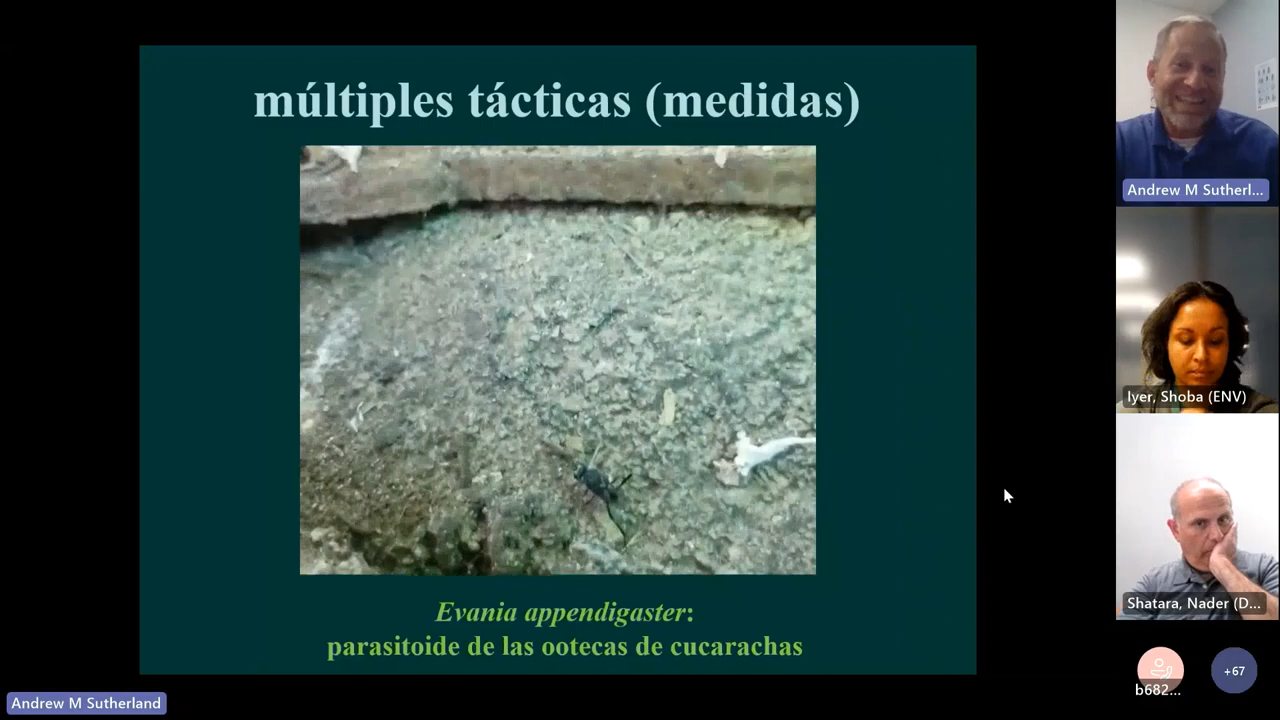 múltiples tácticas (medidas)
Evania appendigaster:
parasitoide de las ootecas de cucarachas
Andrew M Sutherl...
Iyer, Shoba (ENV)
Shatara, Nader (D...
b682...
+67
Andrew M Sutherland